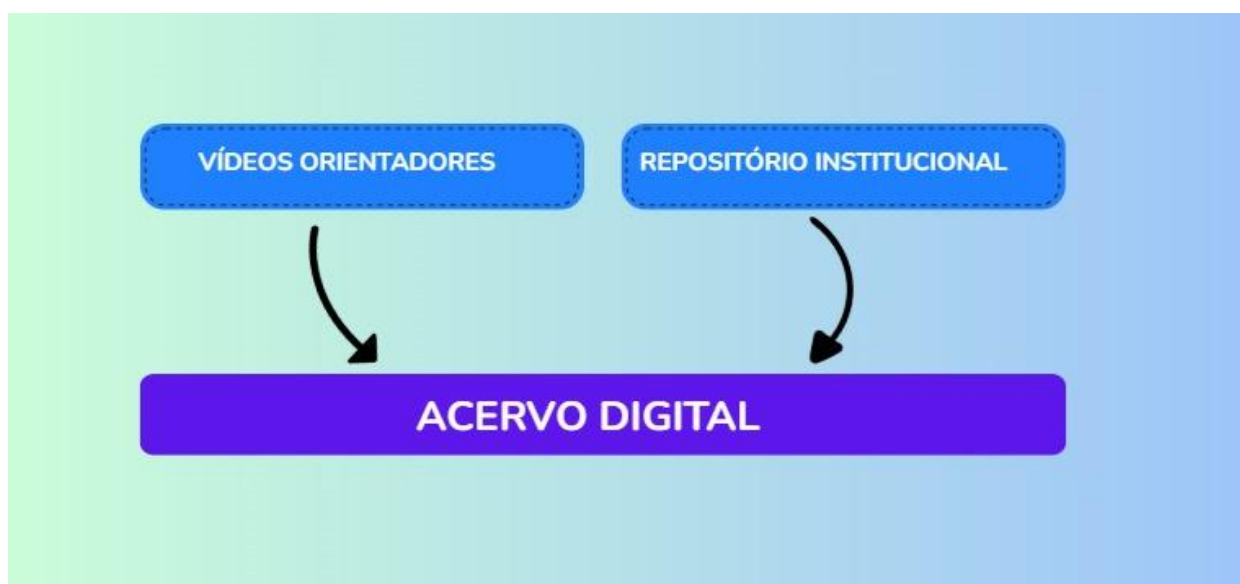 VÍDEOS ORIENTADORES
REPOSITÓRIO INSTITUCIONAL
ACERVO DIGITAL